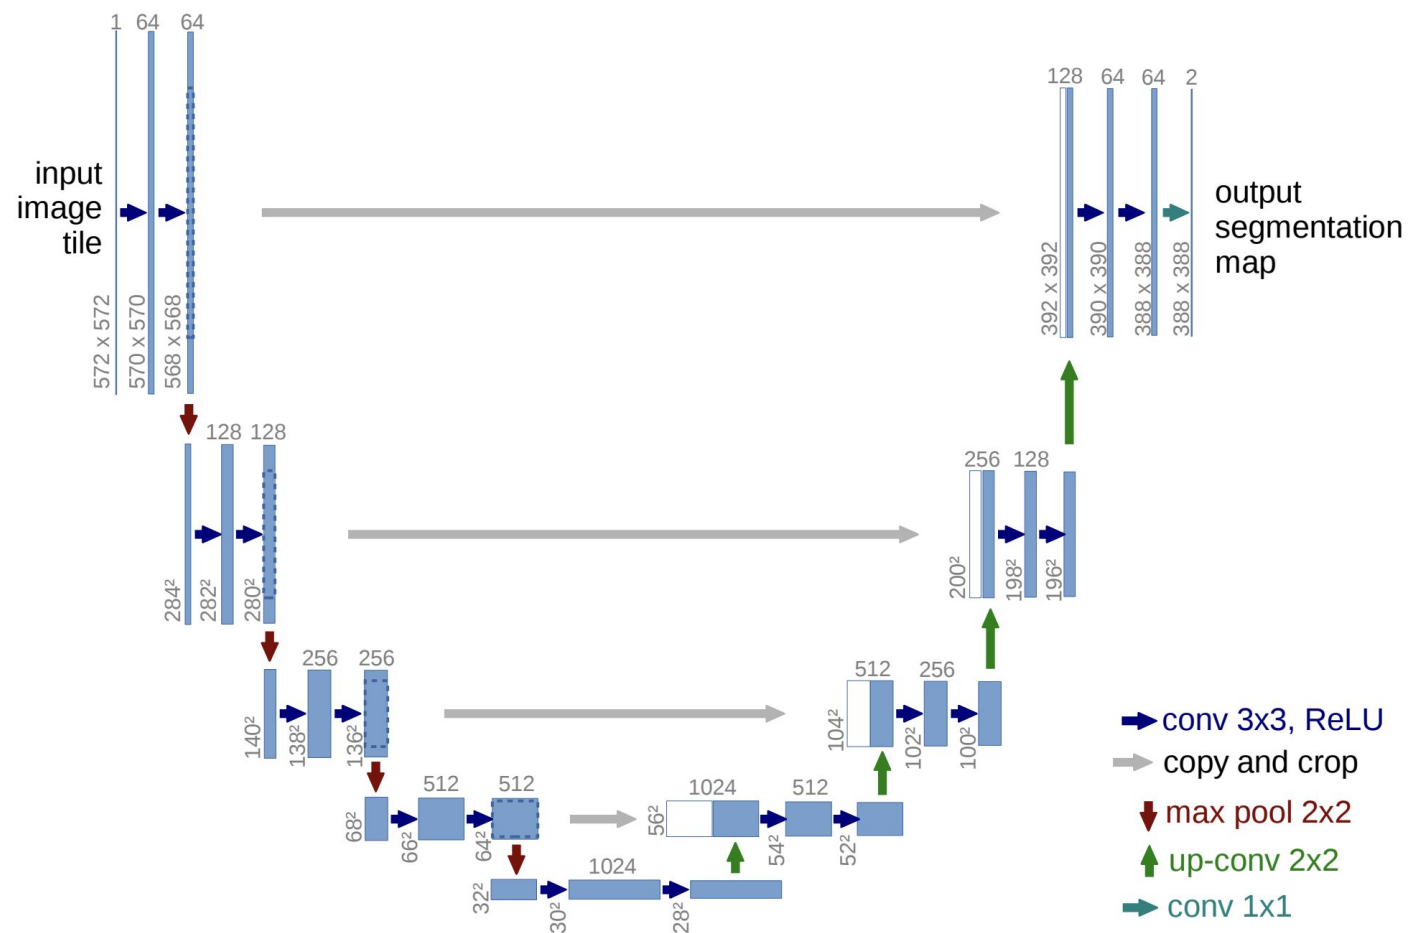 1 64 64
input
image
tile
572 x 572
570 x 570
568 x 568
128 64 64 2
output
segmentation
map
392 x 392
390 x 390
388 x 388
388 x 388
128 128
284²
282²
280²
256 128
200²
198²
196²
256 256
140²
138²
136²
512 256
104²
102²
100²
512 512
68²
66²
64²
1024 512
56²
54²
52²
1024
32²
30²
28²
conv 3x3, ReLU
copy and crop
max pool 2x2
up-conv 2x2
conv 1x1